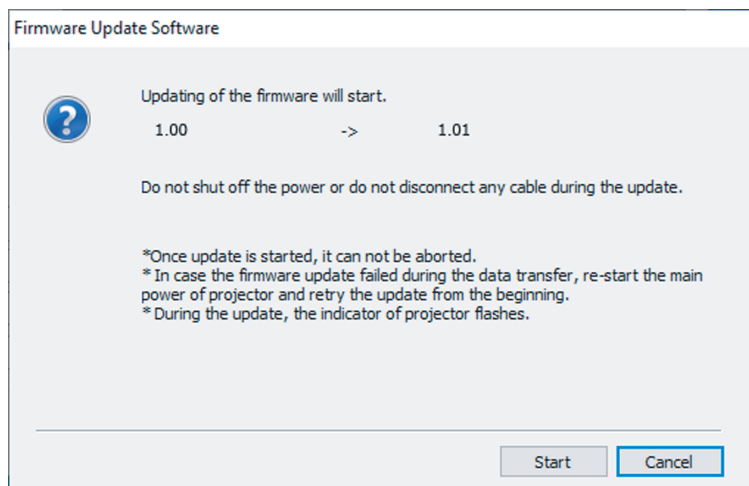 Firmware Update Software
Updating of the firmware will start.
1.00 -> 1.01
Do not shut off the power or do not disconnect any cable during the update.
*Once update is started, it can not be aborted.
* In case the firmware update failed during the data transfer, re-start the main
power of projector and retry the update from the beginning.
* During the update, the indicator of projector flashes.
Start Cancel